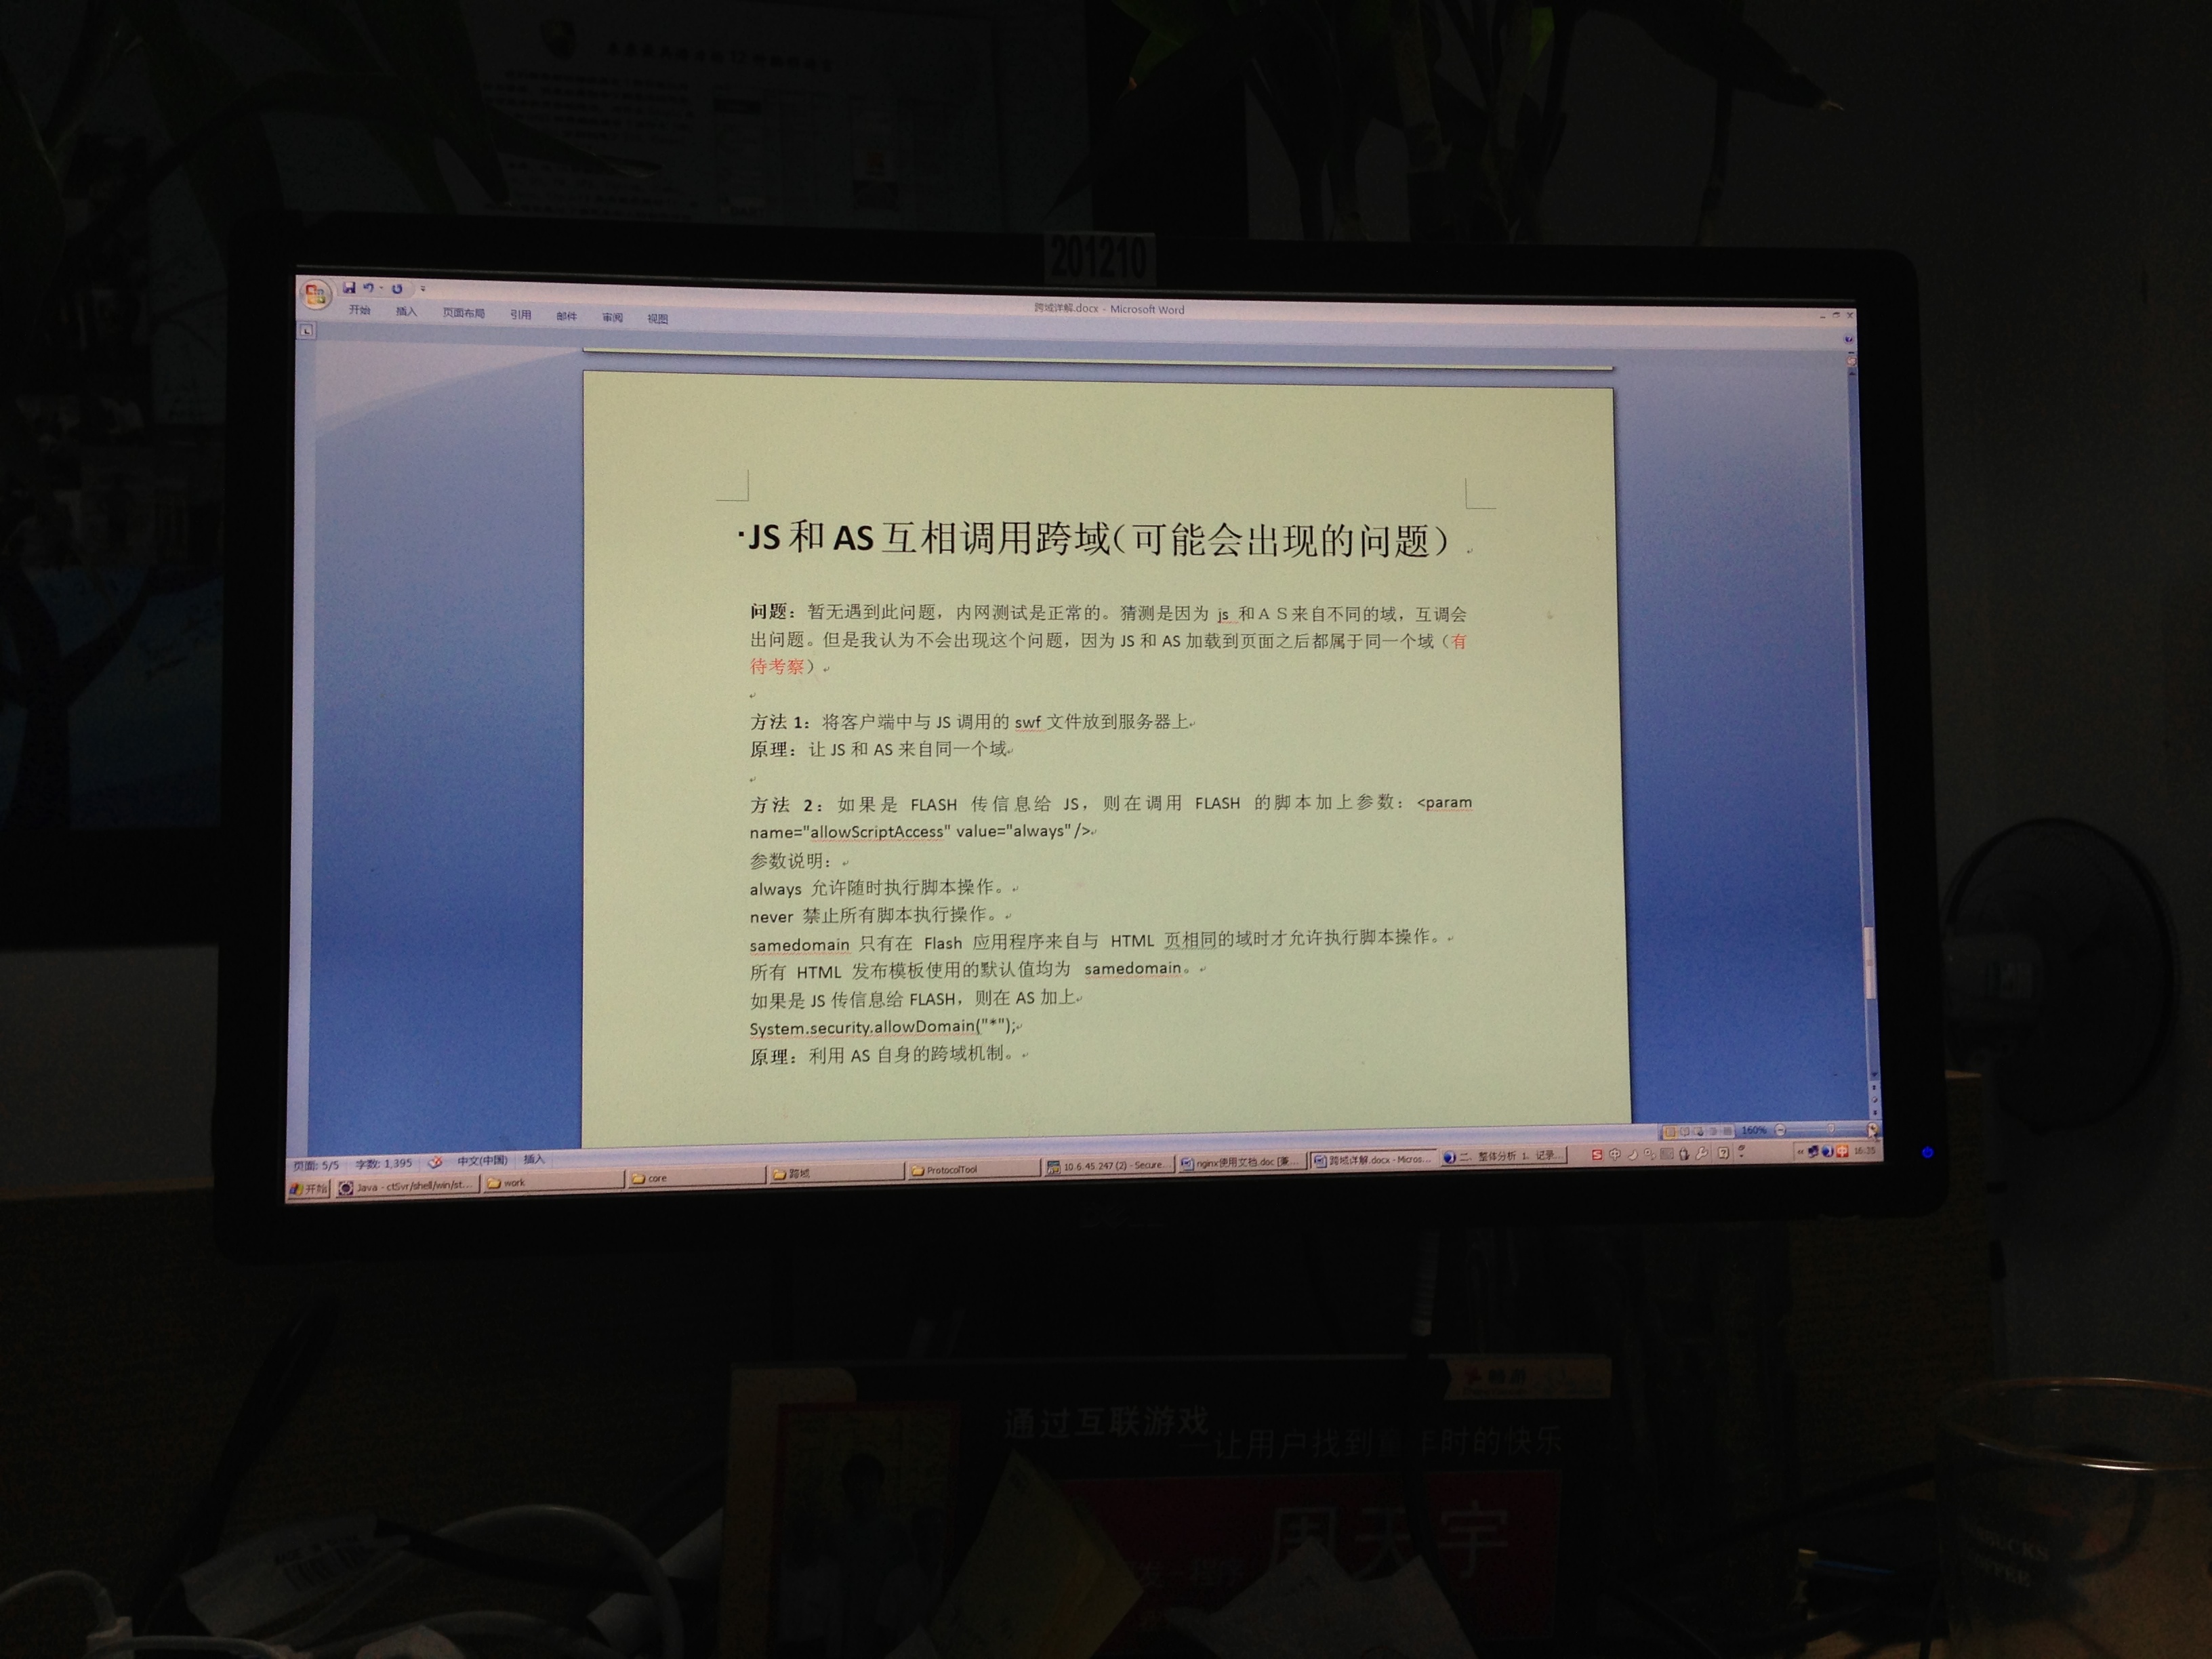 201210
跨域详解.docx - Microsoft Word
开始 插入 页面布局 引用 邮件 审阅 视图
JS 和 AS 互相调用跨域(可能会出现的问题)
问题：暂无遇到此问题，内网测试是正常的。猜测是因为 js 和ＡＳ来自不同的域，互调会
出问题。但是我认为不会出现这个问题，因为 JS 和 AS 加载到页面之后都属于同一个域（有
待考察）
方法 1：将客户端中与 JS 调用的 swf 文件放到服务器上
原理：让 JS 和 AS 来自同一个域
方法 2：如果是 FLASH 传信息给 JS，则在调用 FLASH 的脚本加上参数：<param
name="allowScriptAccess" value="always" />
参数说明：
always 允许随时执行脚本操作。
never 禁止所有脚本执行操作。
samedomain 只有在 Flash 应用程序来自与 HTML 页相同的域时才允许执行脚本操作。
所有 HTML 发布模板使用的默认值均为 samedomain。
如果是 JS 传信息给 FLASH，则在 AS 加上
System.security.allowDomain("*");
原理：利用 AS 自身的跨域机制。
160%
页面: 5/5 字数: 1,395 中文(中国) 插入
开始 Java - ctSvr/shell/win/st... work core 跨域 ProtocolTool 10.6.45.247 (2) - Secure... nginx使用文档.doc [兼... 跨域详解.docx - Micros... 二、整体分析 1、记录... 16:35
通过互联游戏
让用户找到 时的快乐
周天宇